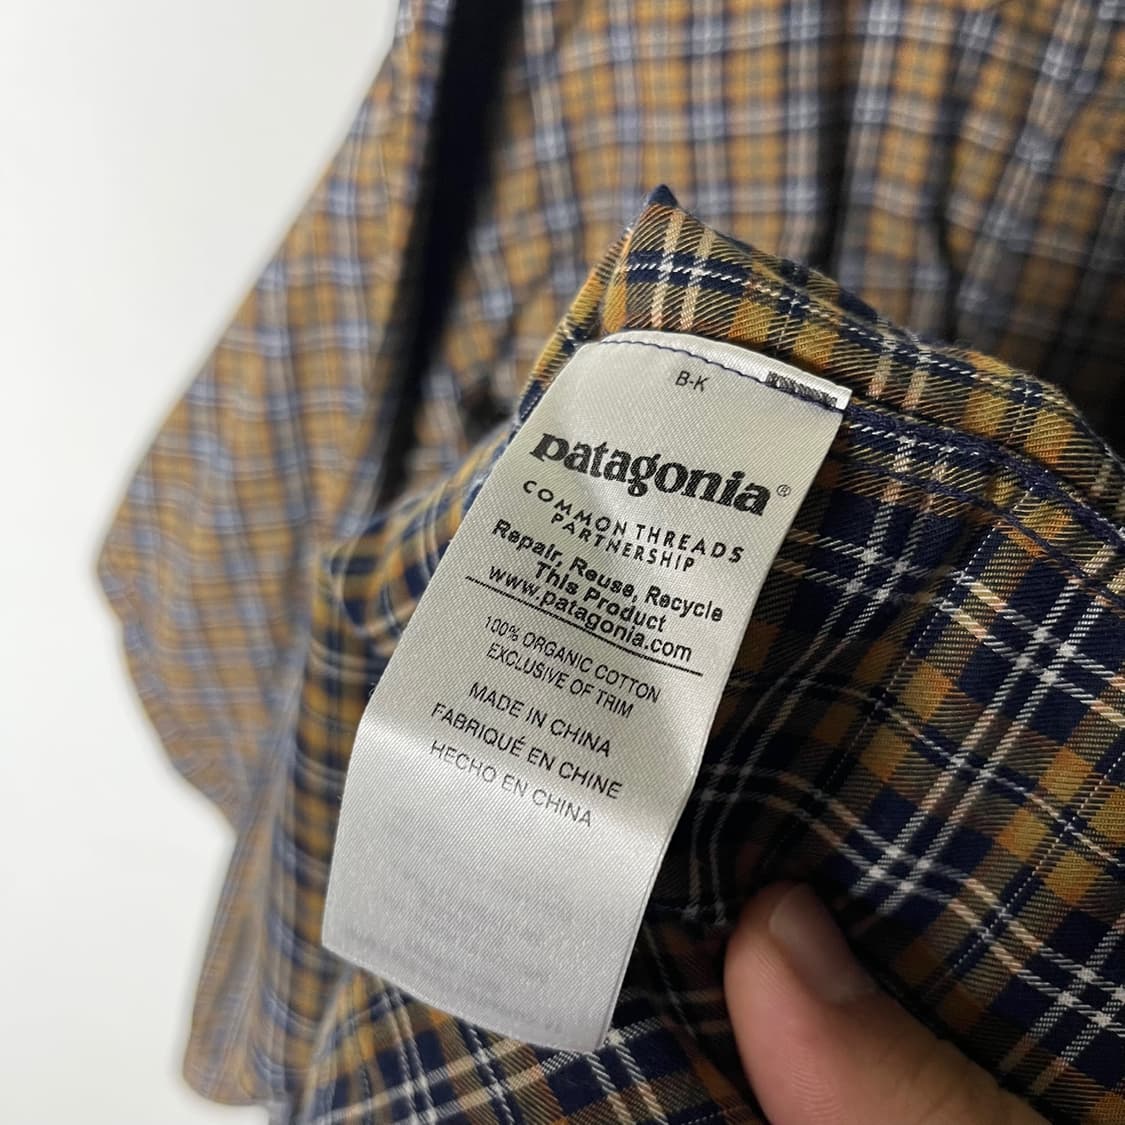 B-K
patagonia®
COMMON THREADS
PARTNERSHIP
Repair, Reuse, Recycle
This Product
www.patagonia.com
100% ORGANIC COTTON
EXCLUSIVE OF TRIM
MADE IN CHINA
FABRIQUÉ EN CHINE
HECHO EN CHINA